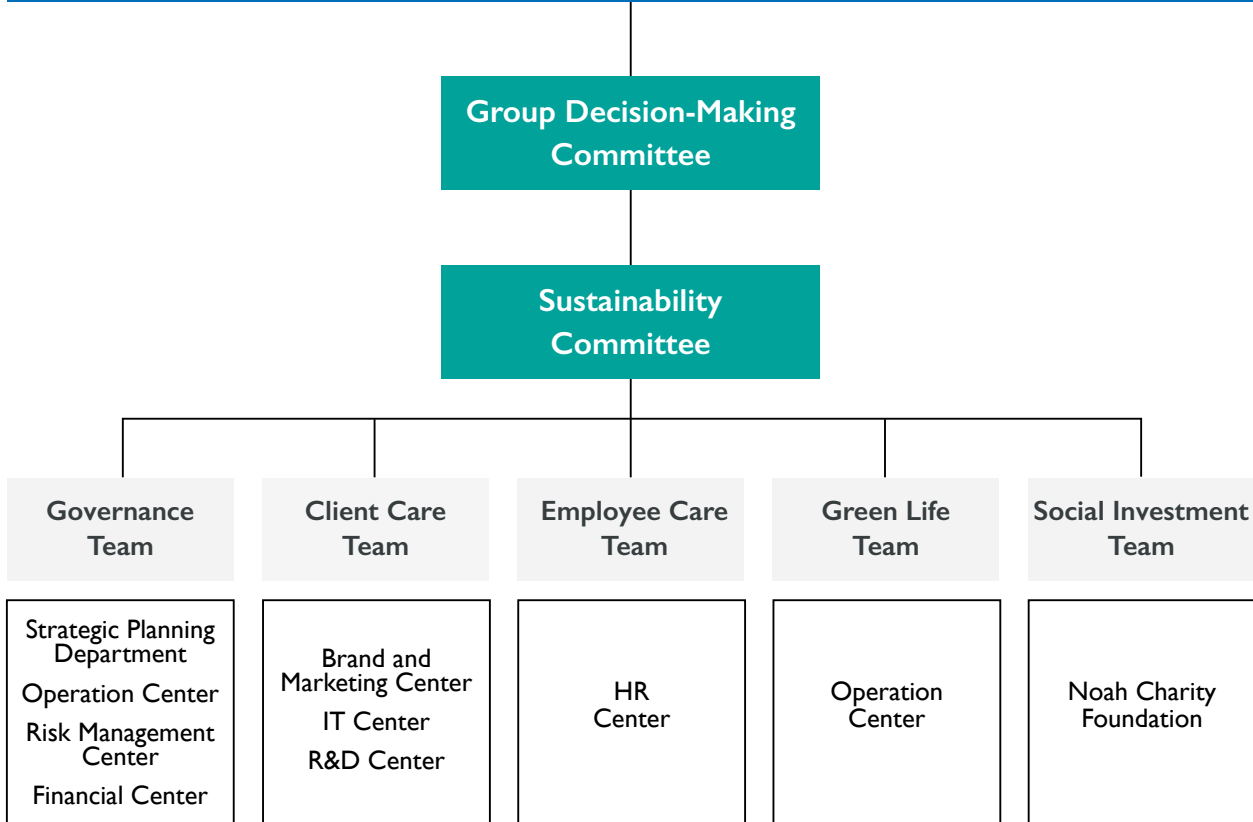 Group Decision-Making
Committee
Sustainability
Committee
Governance
Team
Client Care
Team
Employee Care
Team
Green Life
Team
Social Investment
Team
Strategic Planning
Department
Operation Center
Risk Management
Center
Financial Center
Brand and
Marketing Center
IT Center
R&D Center
HR
Center
Operation
Center
Noah Charity
Foundation